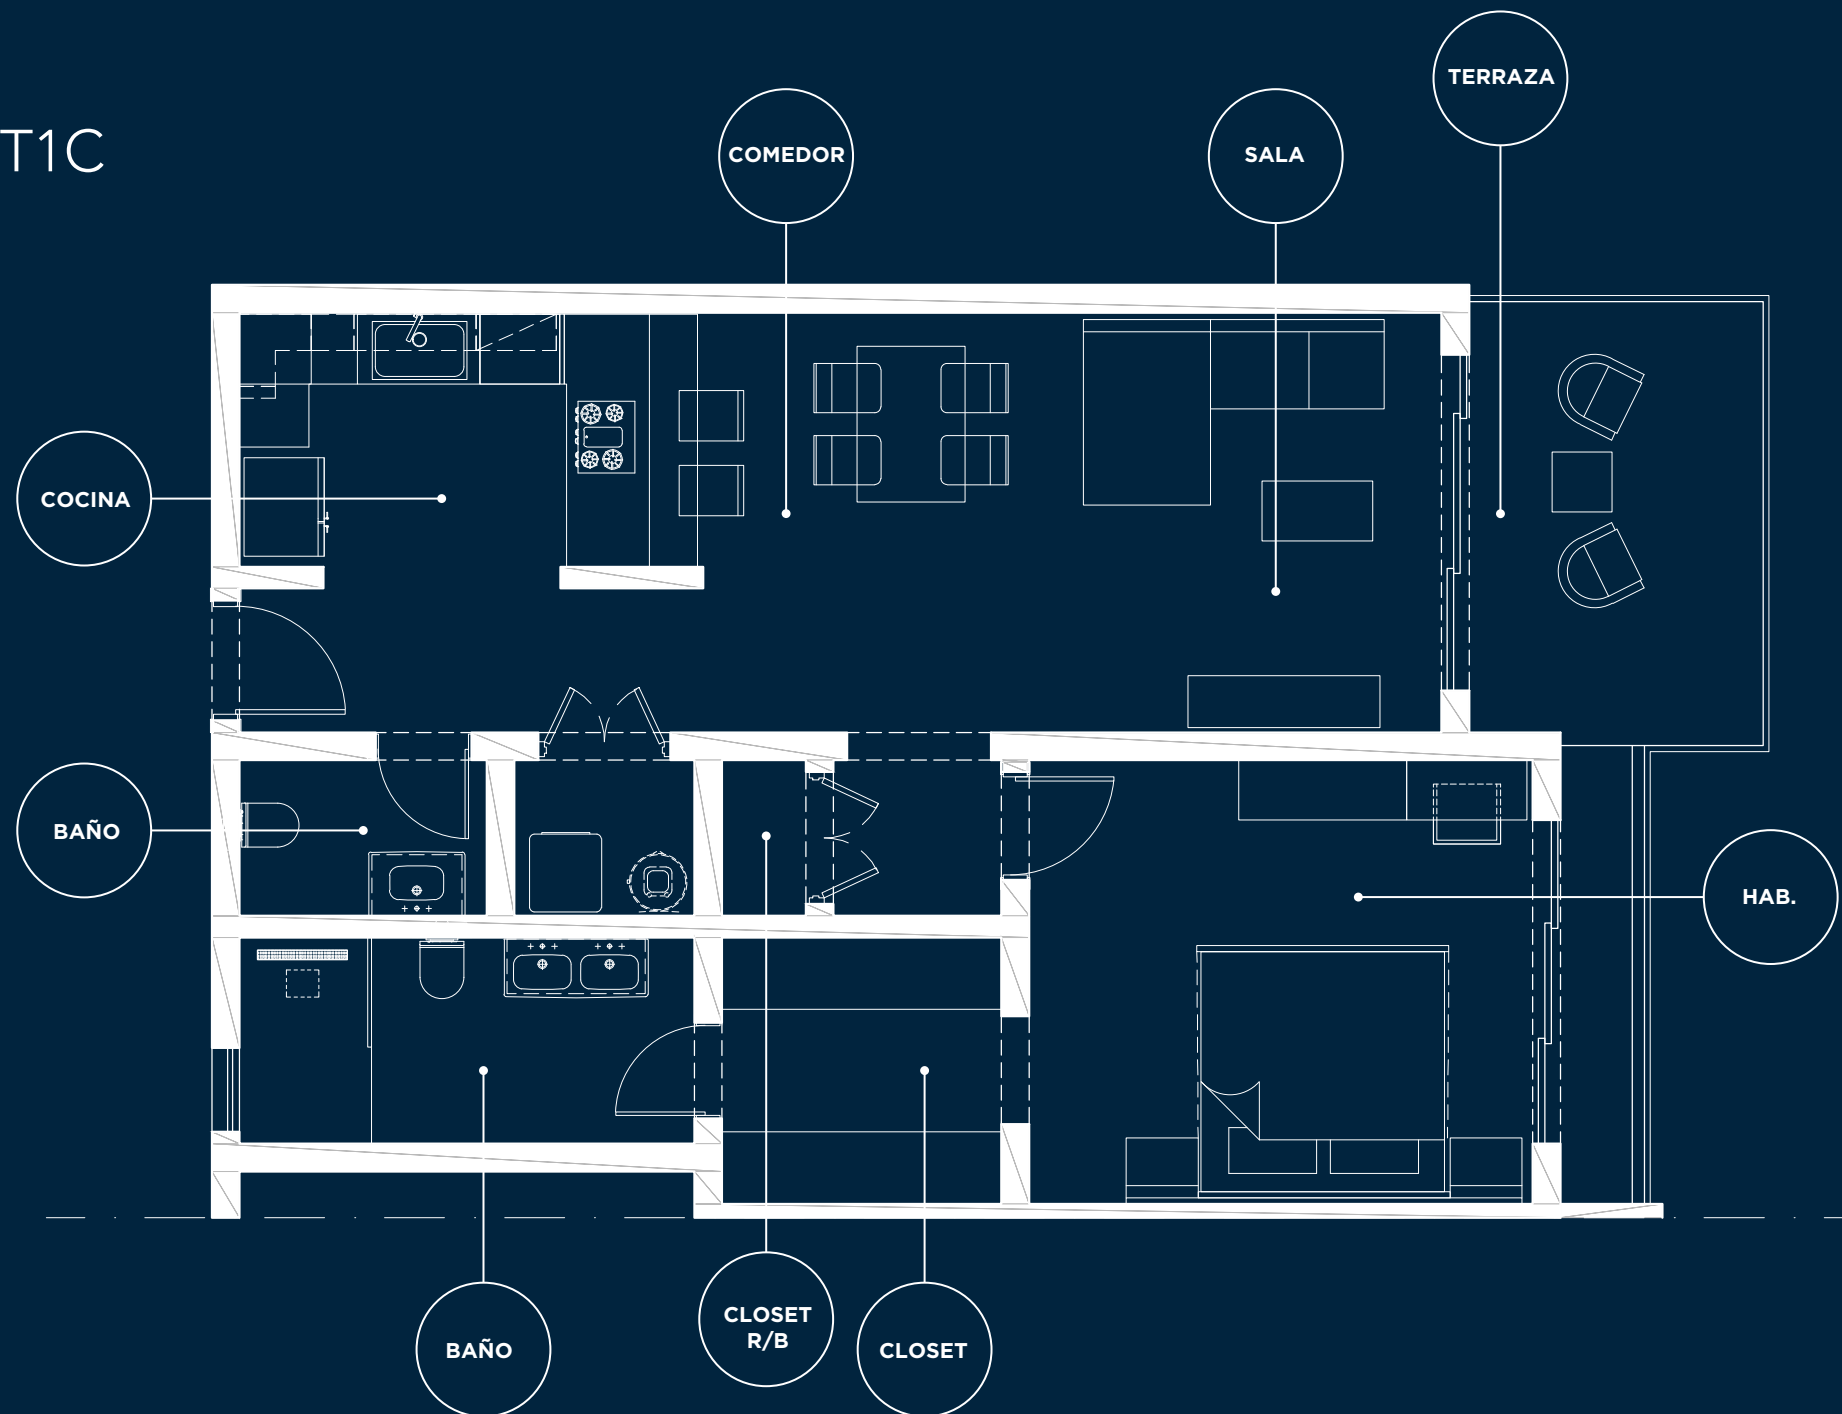 TERRAZA
T1C
COMEDOR
SALA
COCINA
BAÑO
HAB.
CLOSET
R/B
BAÑO
CLOSET